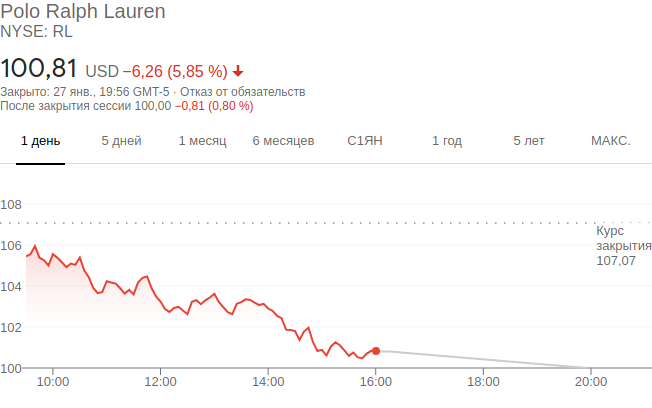 Polo Ralph Lauren
NYSE: RL
100,81 USD −6,26 (5,85 %) ↓
Закрыто: 27 янв., 19:56 GMT-5 · Отказ от обязательств
После закрытия сессии 100,00 −0,81 (0,80 %)
1 день 5 дней 1 месяц 6 месяцев С1ЯН 1 год 5 лет МАКС.
108
Курс
106 закрытия
107,07
104
102
100
10:00 12:00 14:00 16:00 18:00 20:00